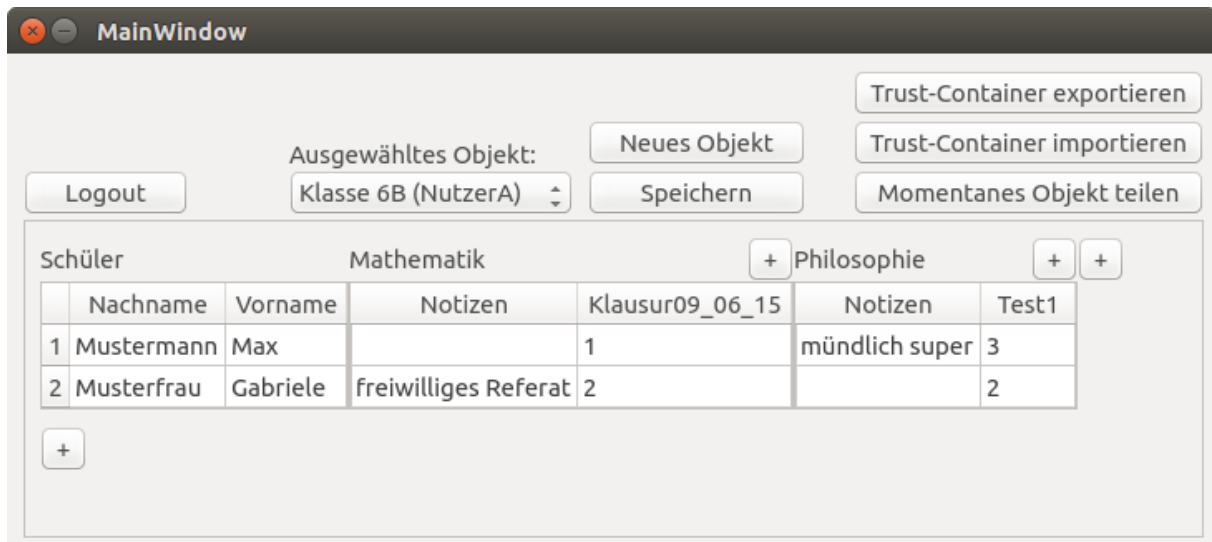 MainWindow
Trust-Container exportieren
Ausgewähltes Objekt: Neues Objekt Trust-Container importieren
Logout Klasse 6B (NutzerA) Speichern Momentanes Objekt teilen
Schüler Mathematik + Philosophie + +
Nachname Vorname Notizen Klausur09_06_15 Notizen Test1
1 Mustermann Max 1 mündlich super 3
2 Musterfrau Gabriele freiwilliges Referat 2 2
+